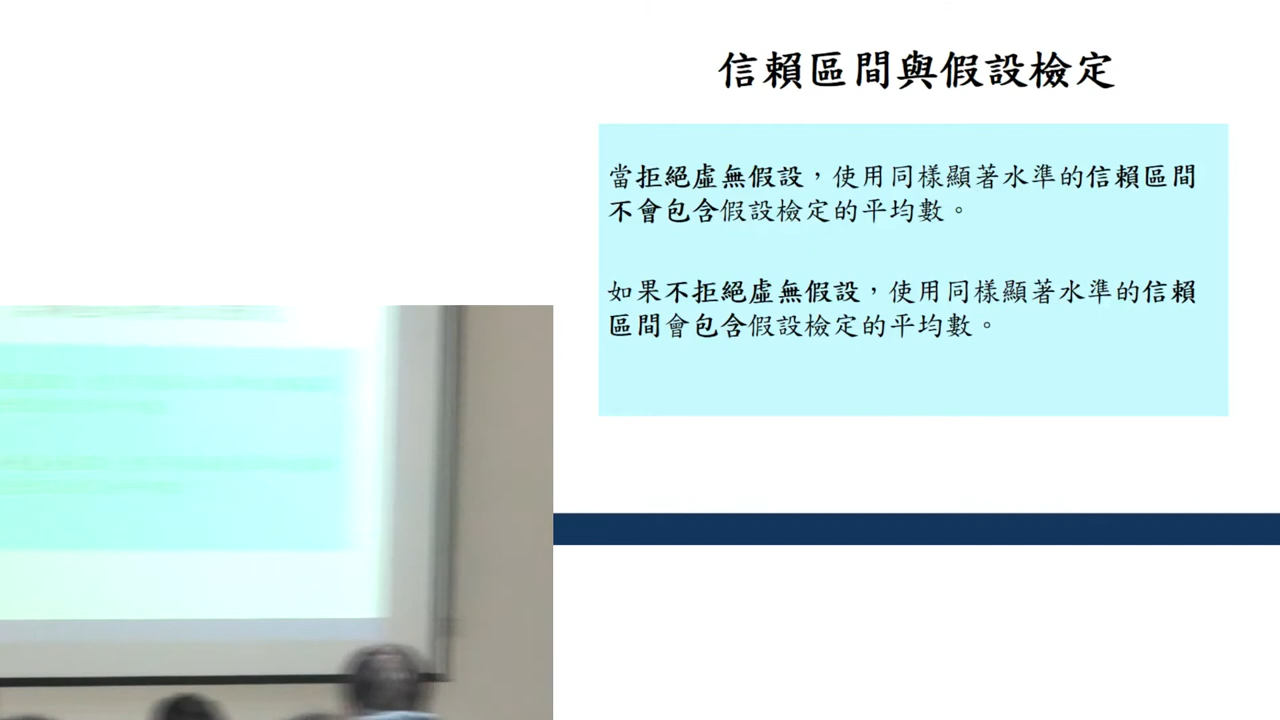 信賴區間與假設檢定
當拒絕虛無假設，使用同樣顯著水準的信賴區間
不會包含假設檢定的平均數。
如果不拒絕虛無假設，使用同樣顯著水準的信賴
區間會包含假設檢定的平均數。